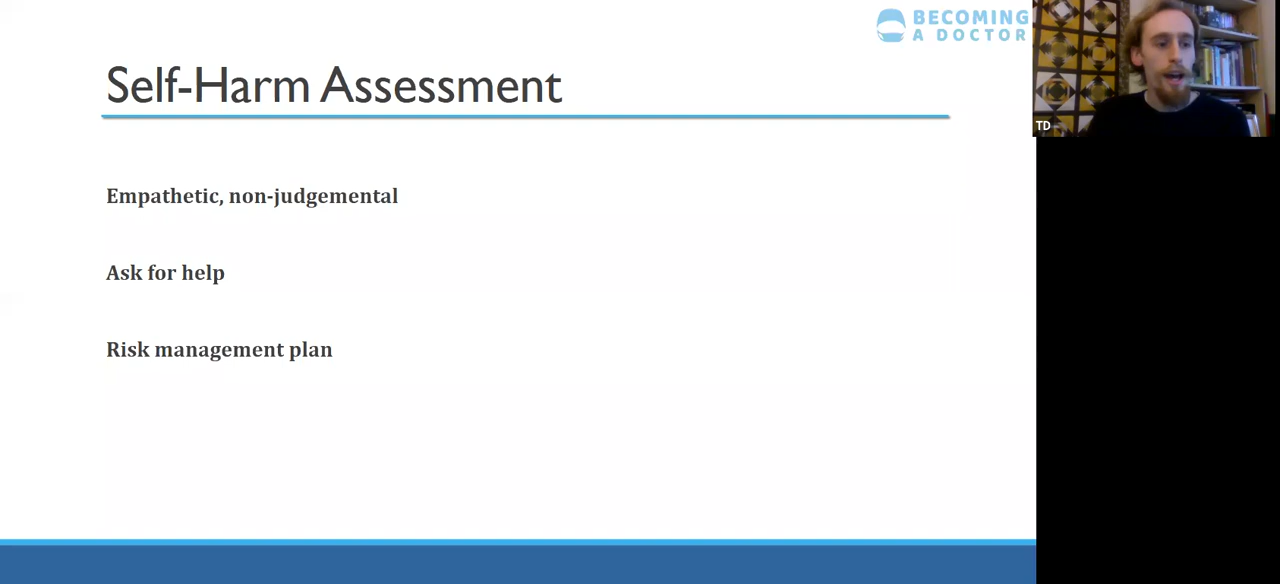 BECOMING
A DOCTOR
Self-Harm Assessment
TD
Empathetic, non-judgemental
Ask for help
Risk management plan